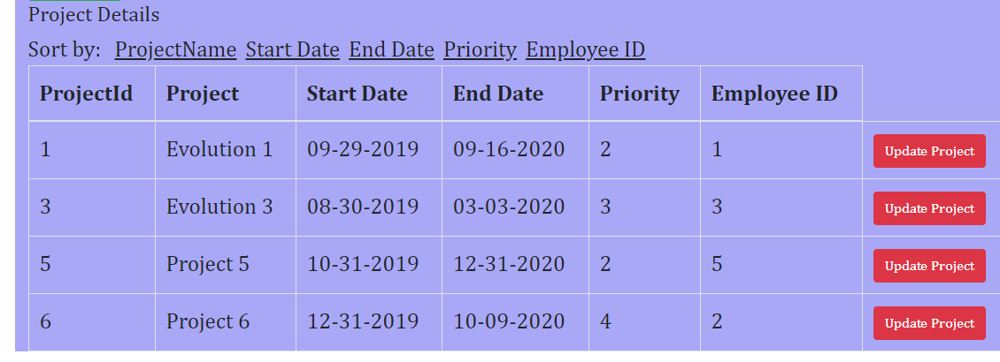 Project Details
Sort by: ProjectName Start Date End Date Priority Employee ID
ProjectId Project Start Date End Date Priority Employee ID
1 Evolution 1 09-29-2019 09-16-2020 2 1 Update Project
3 Evolution 3 08-30-2019 03-03-2020 3 3 Update Project
5 Project 5 10-31-2019 12-31-2020 2 5 Update Project
6 Project 6 12-31-2019 10-09-2020 4 2 Update Project